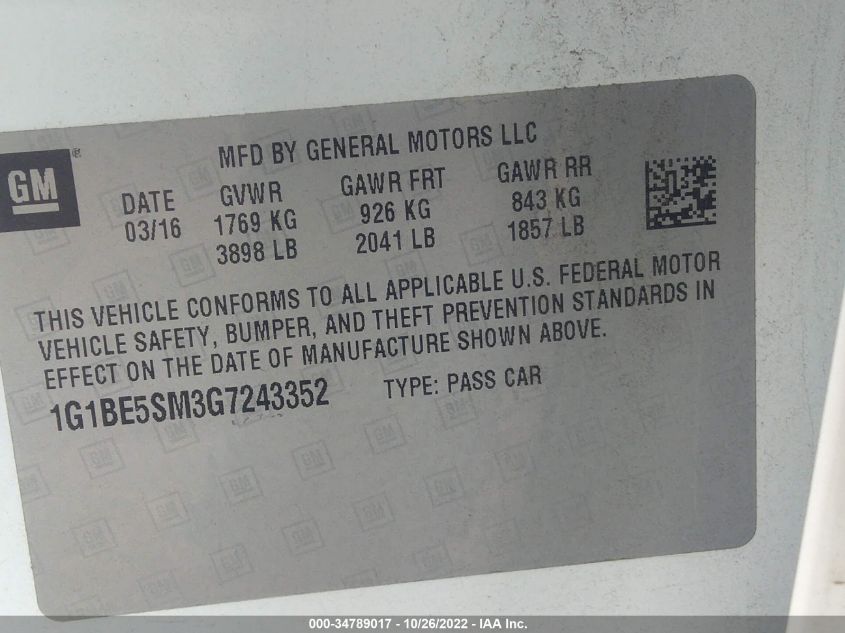 GM ®
MFD BY GENERAL MOTORS LLC
DATE GVWR GAWR FRT GAWR RR
03/16 1769 KG 926 KG 843 KG
3898 LB 2041 LB 1857 LB
THIS VEHICLE CONFORMS TO ALL APPLICABLE U.S. FEDERAL MOTOR
VEHICLE SAFETY, BUMPER, AND THEFT PREVENTION STANDARDS IN
EFFECT ON THE DATE OF MANUFACTURE SHOWN ABOVE.
1G1BE5SM3G7243352 TYPE: PASS CAR
000-34789017 - 10/26/2022 - IAA Inc.